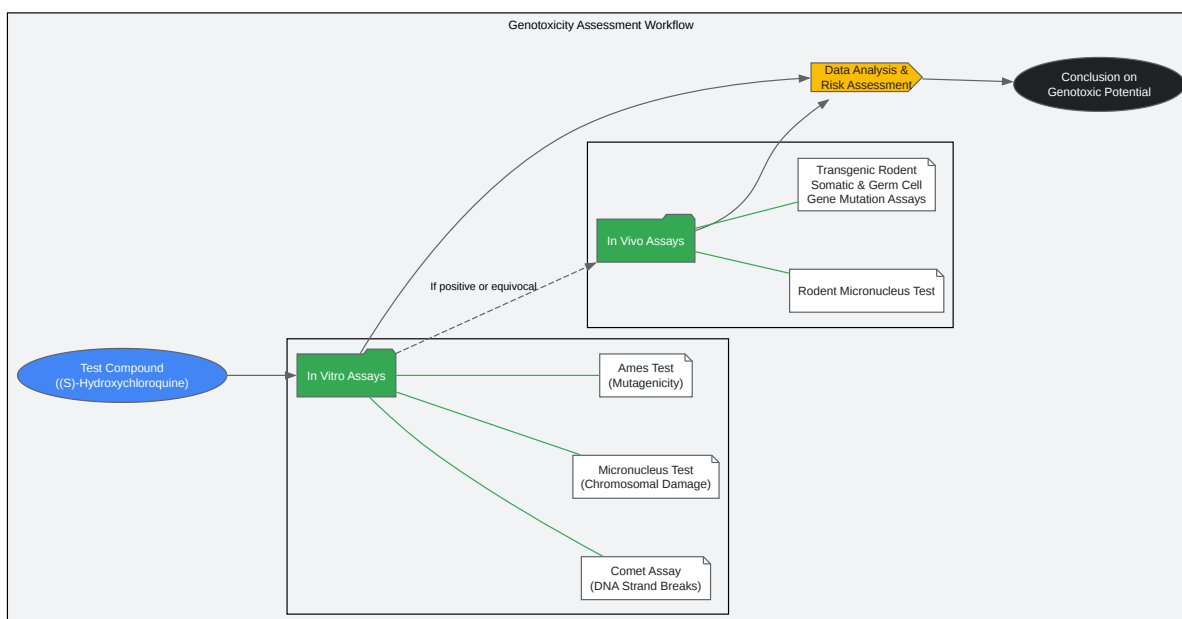 Genotoxicity Assessment Workflow
Data Analysis &
Risk Assessment
Conclusion on
Genotoxic Potential
Transgenic Rodent
Somatic & Germ Cell
Gene Mutation Assays
In Vivo Assays
Rodent Micronucleus Test
If positive or equivocal
Test Compound
((S)-Hydroxychloroquine)
In Vitro Assays
Ames Test
(Mutagenicity)
Micronucleus Test
(Chromosomal Damage)
Comet Assay
(DNA Strand Breaks)